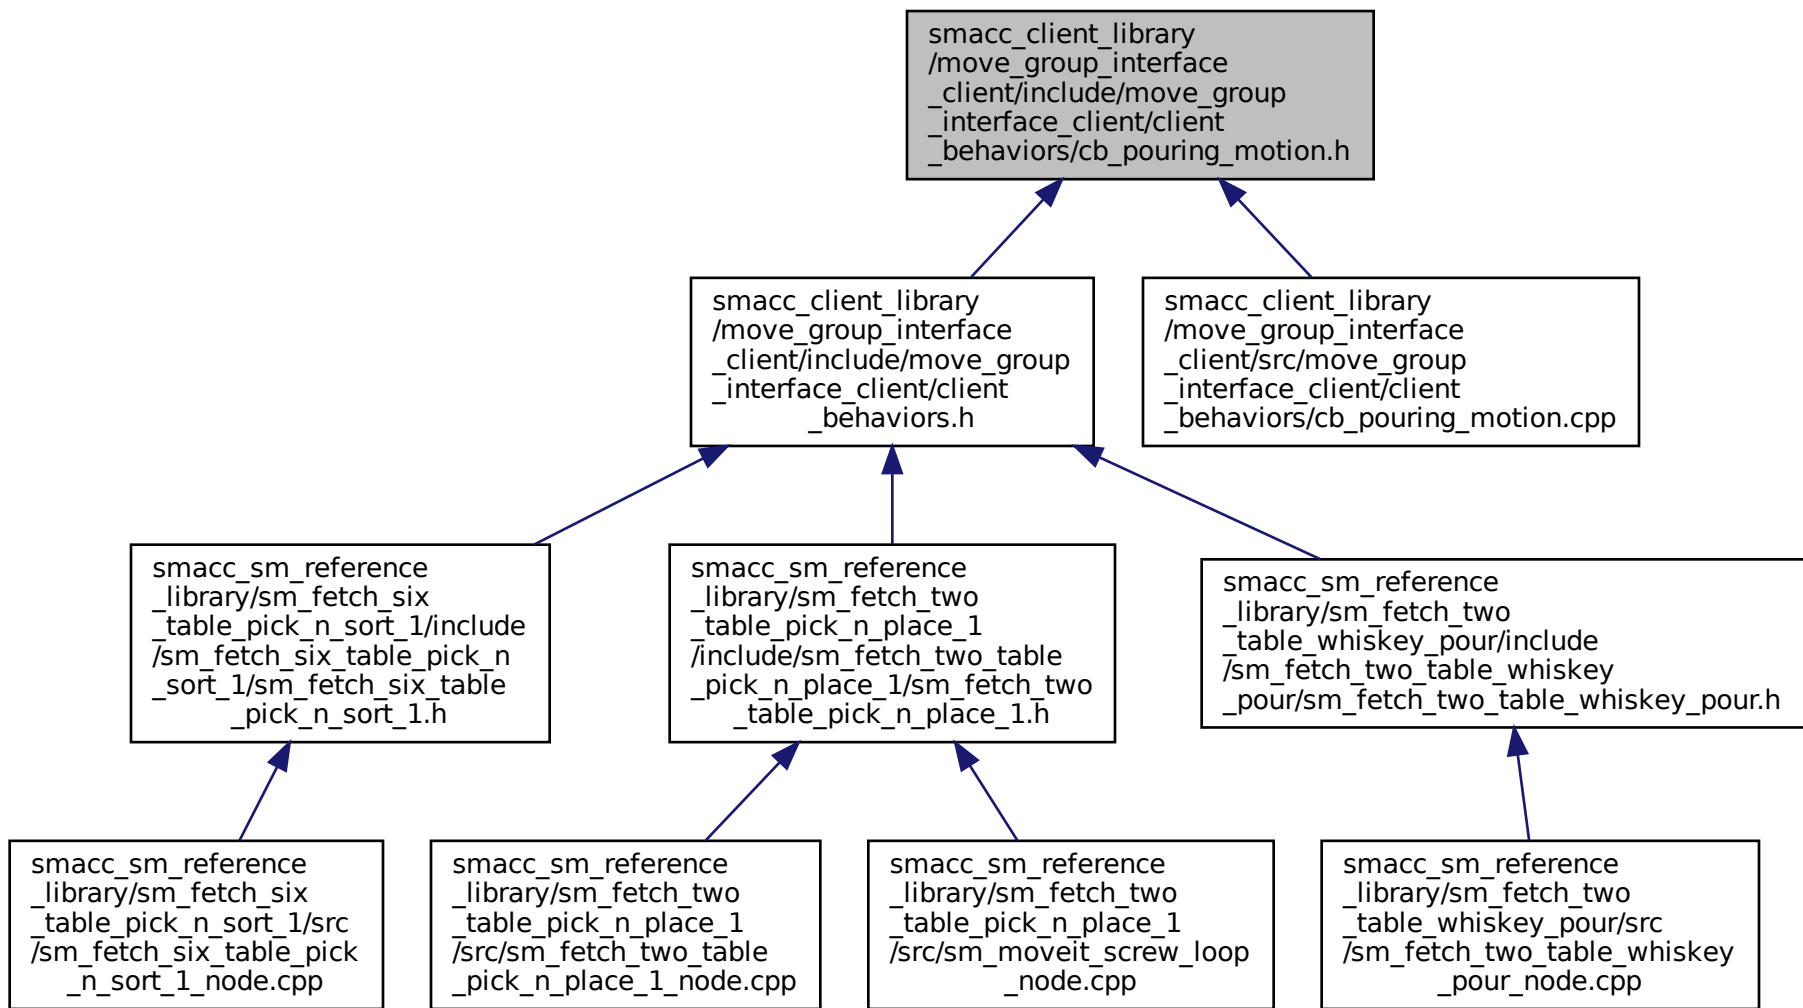 smacc_client_library
/move_group_interface
_client/include/move_group
_interface_client/client
_behaviors/cb_pouring_motion.h
smacc_client_library
/move_group_interface
_client/include/move_group
_interface_client/client
_behaviors.h
smacc_client_library
/move_group_interface
_client/src/move_group
_interface_client/client
_behaviors/cb_pouring_motion.cpp
smacc_sm_reference
_library/sm_fetch_six
_table_pick_n_sort_1/include
/sm_fetch_six_table_pick_n
_sort_1/sm_fetch_six_table
_pick_n_sort_1.h
smacc_sm_reference
_library/sm_fetch_two
_table_pick_n_place_1
/include/sm_fetch_two_table
_pick_n_place_1/sm_fetch_two
_table_pick_n_place_1.h
smacc_sm_reference
_library/sm_fetch_two
_table_whiskey_pour/include
/sm_fetch_two_table_whiskey
_pour/sm_fetch_two_table_whiskey_pour.h
smacc_sm_reference
_library/sm_fetch_six
_table_pick_n_sort_1/src
/sm_fetch_six_table_pick
_n_sort_1_node.cpp
smacc_sm_reference
_library/sm_fetch_two
_table_pick_n_place_1
/src/sm_fetch_two_table
_pick_n_place_1_node.cpp
smacc_sm_reference
_library/sm_fetch_two
_table_pick_n_place_1
/src/sm_moveit_screw_loop
_node.cpp
smacc_sm_reference
_library/sm_fetch_two
_table_whiskey_pour/src
/sm_fetch_two_table_whiskey
_pour_node.cpp